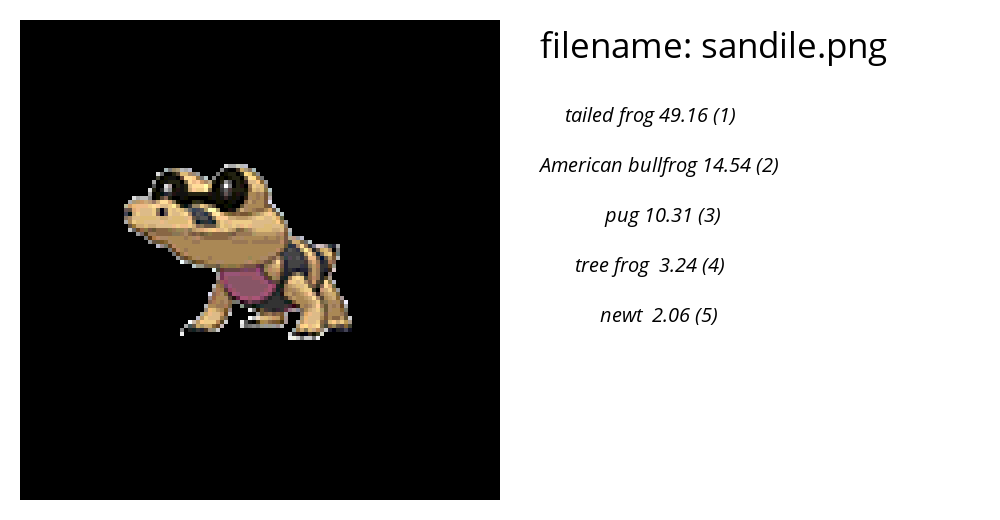 filename: sandile.png
tailed frog 49.16 (1)
American bullfrog 14.54 (2)
pug 10.31 (3)
tree frog 3.24 (4)
newt 2.06 (5)